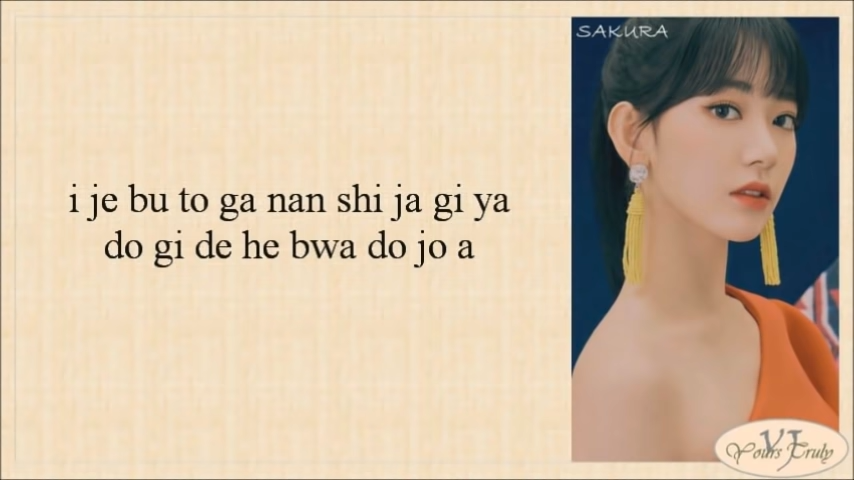 SAKURA
i je bu to ga nan shi ja gi ya
do gi de he bwa do jo a
YJ
Yours Truly